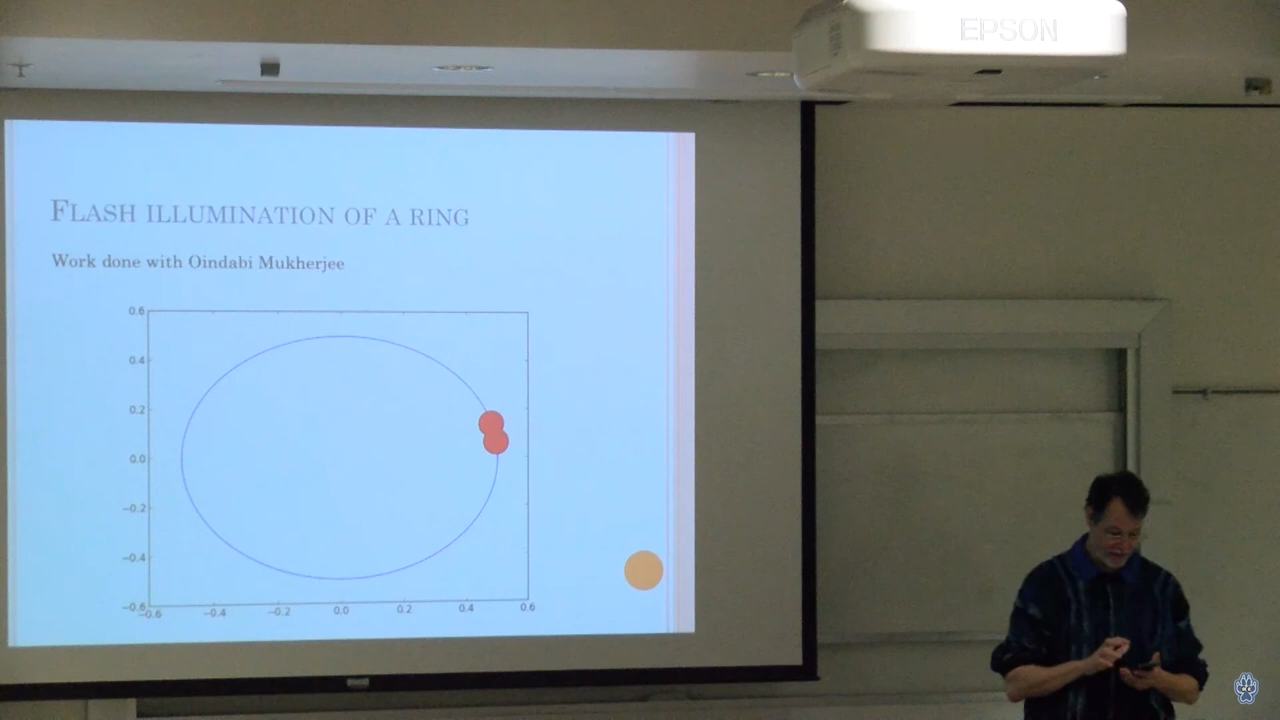 EPSON
FLASH ILLUMINATION OF A RING
Work done with Oindabi Mukherjee
0.6
0.4
0.2
0.0
−0.2
−0.4
−0.6
−0.6 −0.4 −0.2 0.0 0.2 0.4 0.6